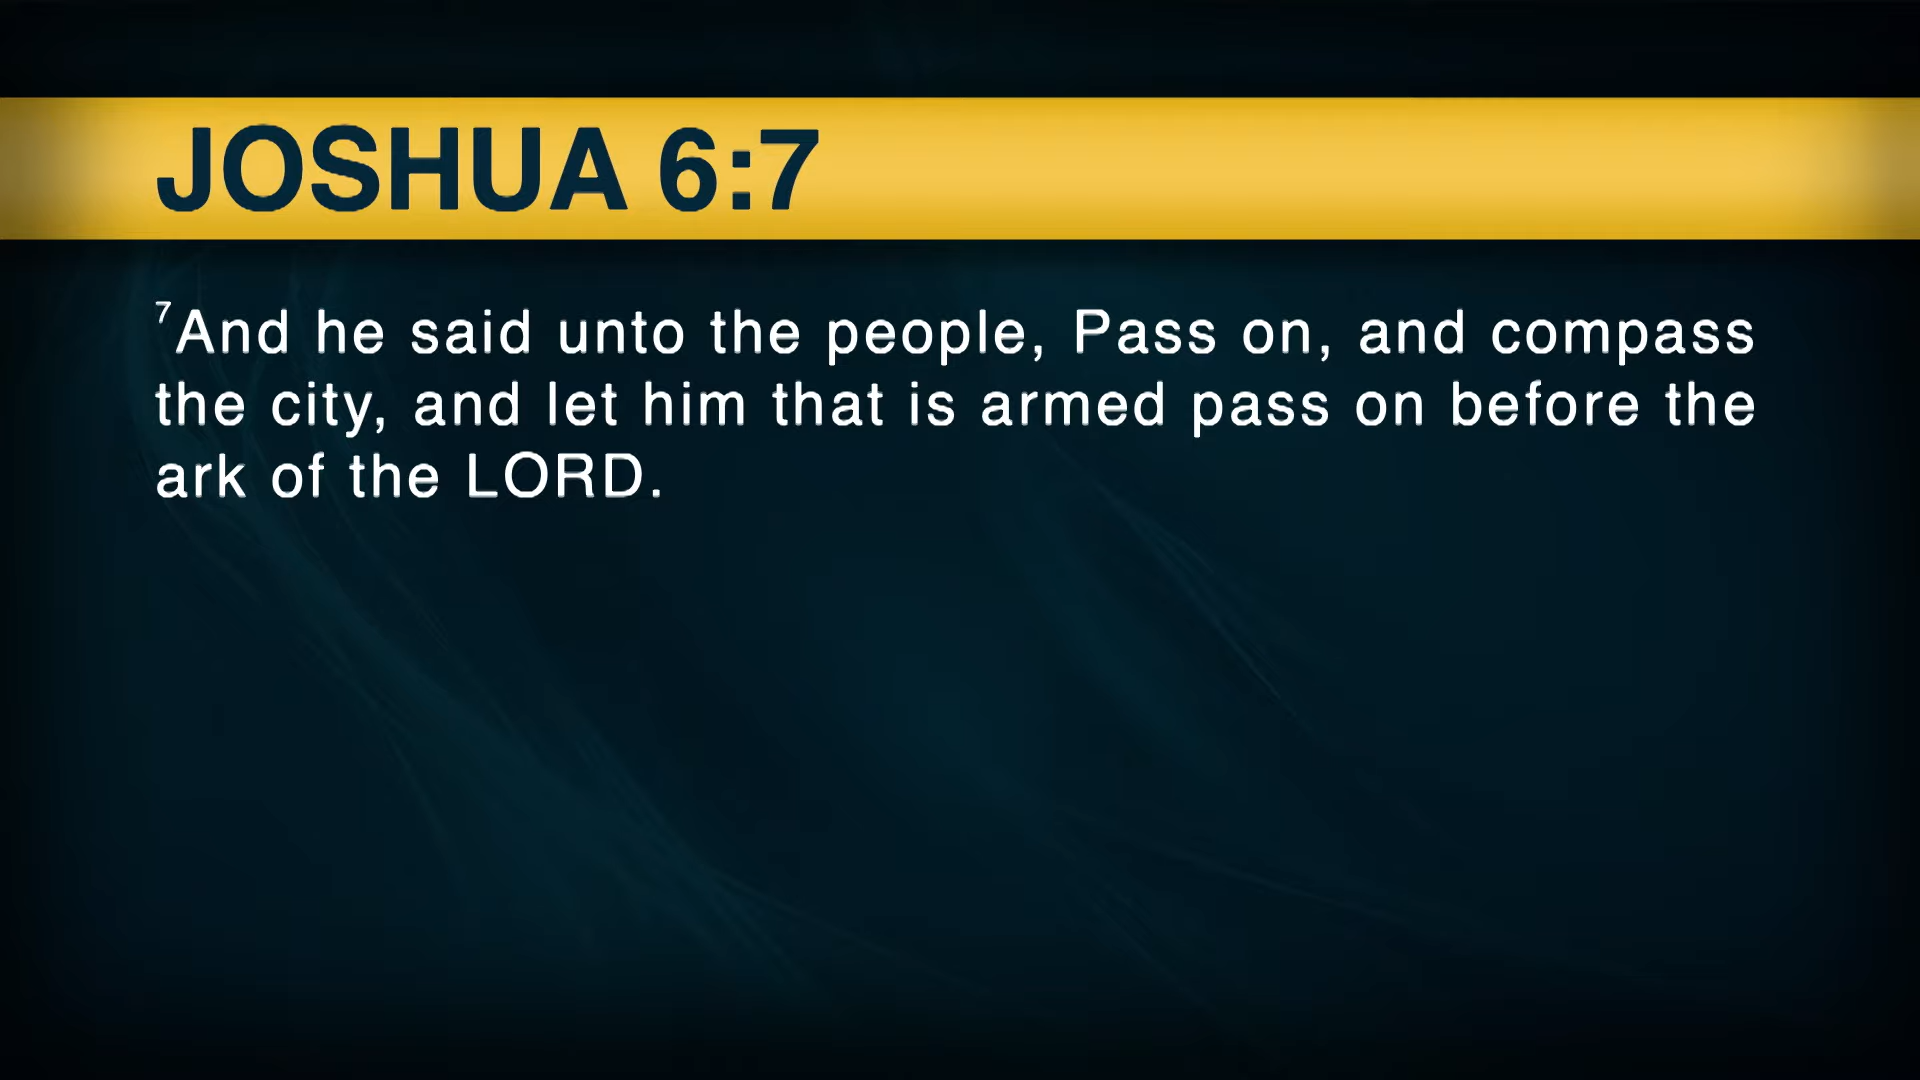 JOSHUA 6:7
7And he said unto the people, Pass on, and compass
the city, and let him that is armed pass on before the
ark of the LORD.